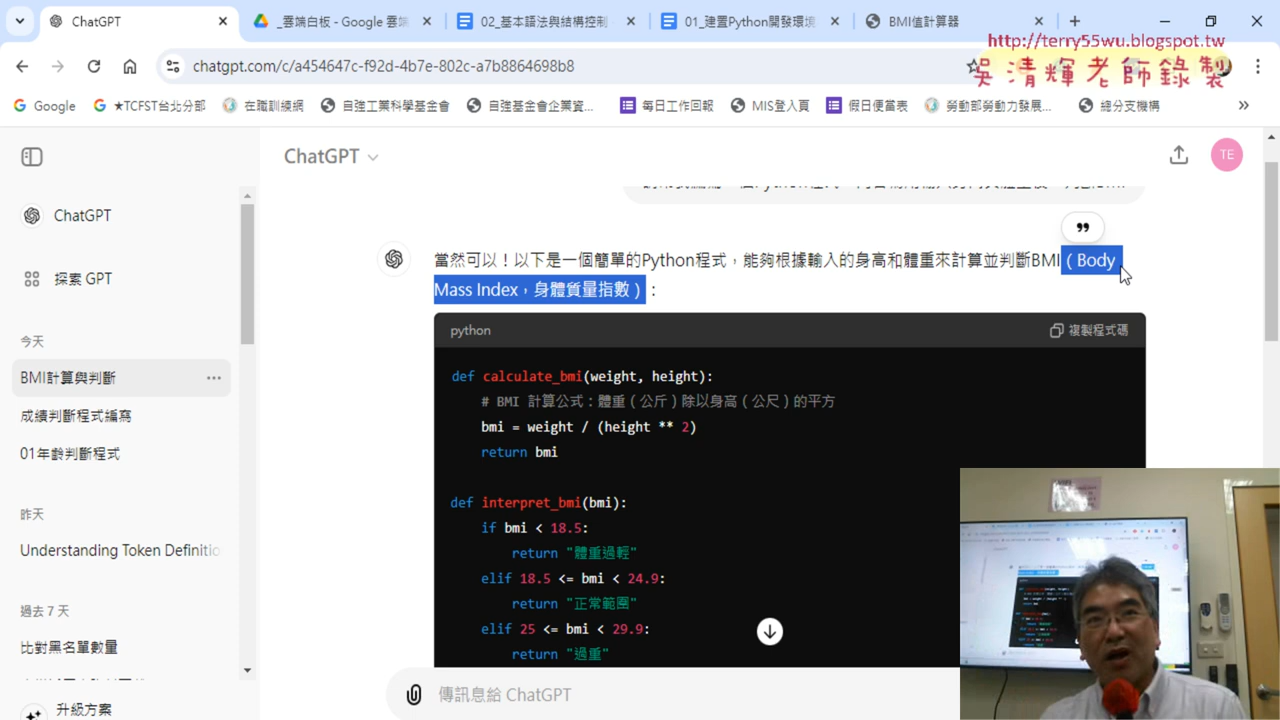 ChatGPT
_雲端白板 - Google 雲端
02_基本語法與結構控制
01_建置Python開發環境
BMI值計算器
http://terry55wu.blogspot.tw
吳清輝老師錄製
chatgpt.com/c/a454647c-f92d-4b7e-802c-a7b8864698b8
Google
★TCFST台北分部
在職訓練網
自強工業科學基金會
自強基金會企業資...
每日工作回報
MIS登入頁
假日便當表
勞動部勞動力發展...
總分支機構
ChatGPT
TE
ChatGPT
探索 GPT
今天
BMI計算與判斷
成績判斷程式編寫
01年齡判斷程式
昨天
Understanding Token Definitio
過去 7 天
比對黑名單數量
升級方案
當然可以！以下是一個簡單的Python程式，能夠根據輸入的身高和體重來計算並判斷BMI（Body
Mass Index，身體質量指數）：
python
複製程式碼
def calculate_bmi(weight, height):
# BMI 計算公式：體重（公斤）除以身高（公尺）的平方
bmi = weight / (height ** 2)
return bmi
def interpret_bmi(bmi):
if bmi < 18.5:
return "體重過輕"
elif 18.5 <= bmi < 24.9:
return "正常範圍"
elif 25 <= bmi < 29.9:
return "過重"
傳訊息給 ChatGPT